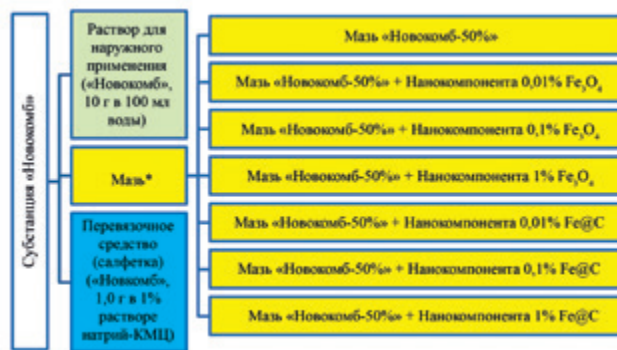 Субстанция «Новокомб»
Раствор для
наружного
применения
(«Новокомб»,
10 г в 100 мл
воды)
Мазь*
Перевязочное
средство
(салфетка)
(«Новкомб»,
1,0 г в 1%
растворе
натрий-КМЦ)
Мазь «Новокомб-50%»
Мазь «Новокомб-50%» + Нанокомпонента 0,01% Fe₃O₄
Мазь «Новокомб-50%» + Нанокомпонента 0,1% Fe₃O₄
Мазь «Новокомб-50%» + Нанокомпонента 1% Fe₃O₄
Мазь «Новокомб-50%» + Нанокомпонента 0,01% Fe@C
Мазь «Новокомб-50%» + Нанокомпонента 0,1% Fe@C
Мазь «Новокомб-50%» + Нанокомпонента 1% Fe@C